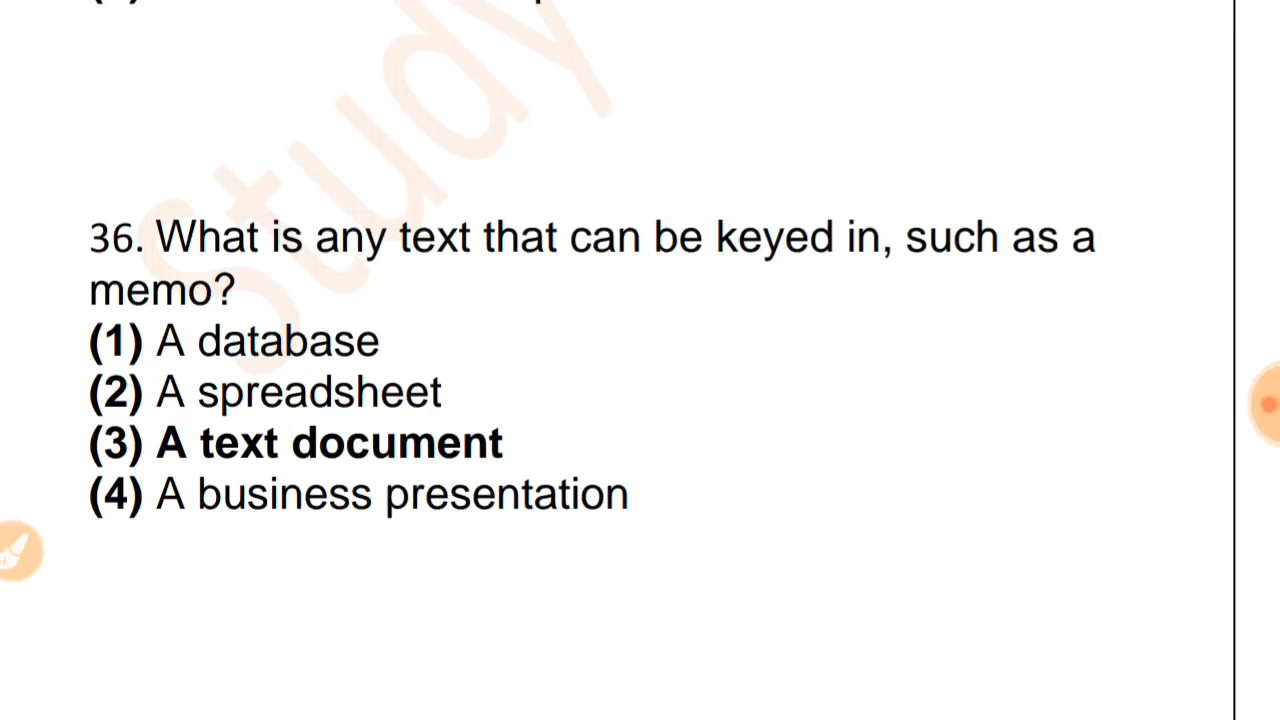 Study
36. What is any text that can be keyed in, such as a
memo?
(1) A database
(2) A spreadsheet
(3) A text document
(4) A business presentation